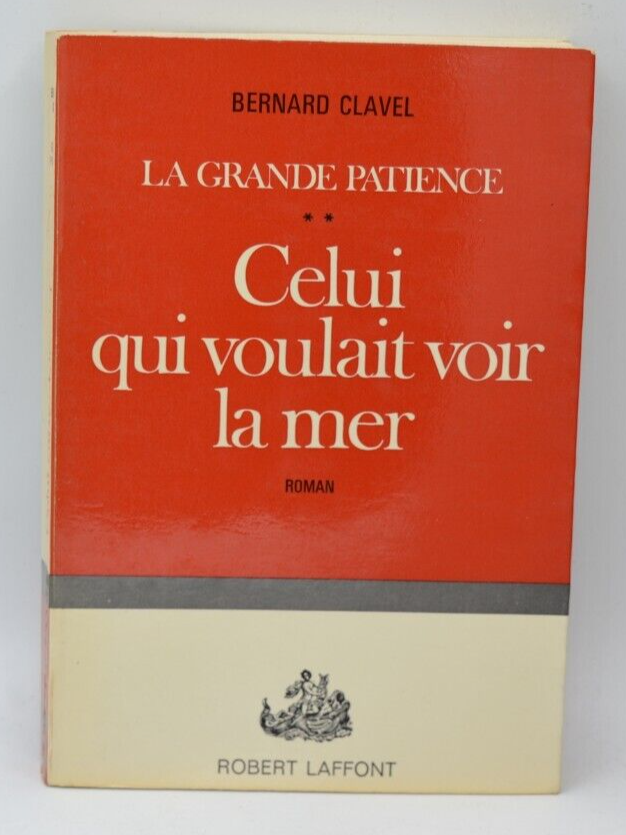 BERNARD CLAVEL
LA GRANDE PATIENCE
**
Celui
qui voulait voir
la mer
ROMAN
ROBERT LAFFONT